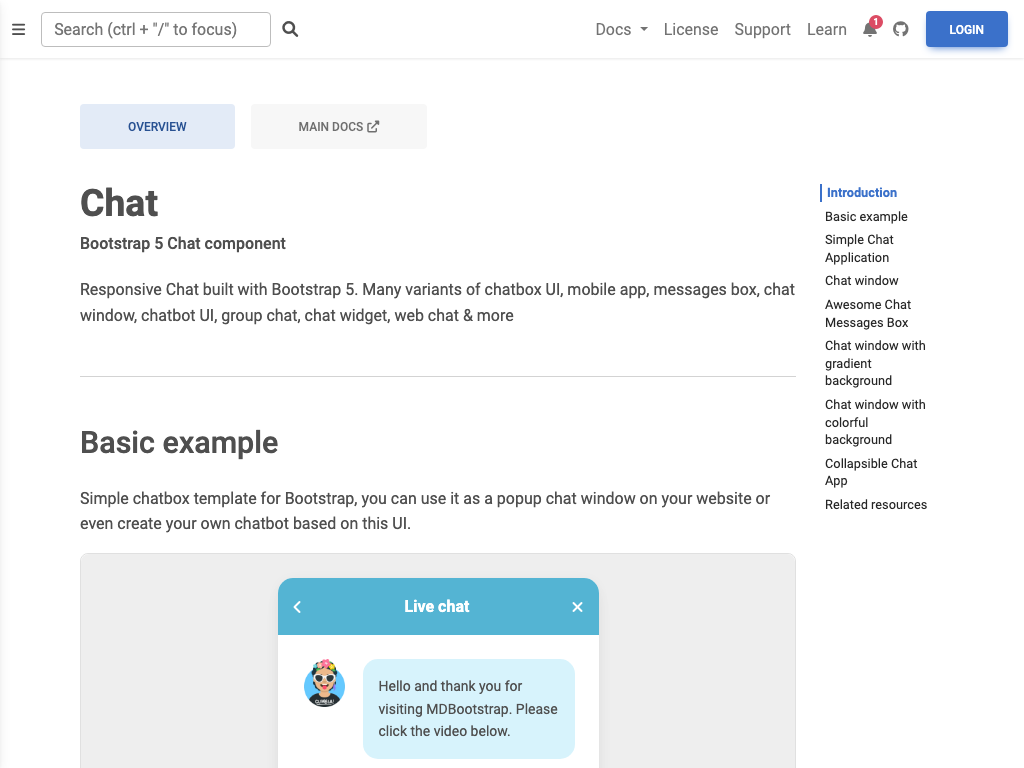 Search (ctrl + "/" to focus)
Docs
License
Support
Learn
1
LOGIN
OVERVIEW
MAIN DOCS
Chat
Bootstrap 5 Chat component
Responsive Chat built with Bootstrap 5. Many variants of chatbox UI, mobile app, messages box, chat
window, chatbot UI, group chat, chat widget, web chat & more
Basic example
Simple chatbox template for Bootstrap, you can use it as a popup chat window on your website or
even create your own chatbot based on this UI.
Live chat
Hello and thank you for
visiting MDBootstrap. Please
click the video below.
Introduction
Basic example
Simple Chat
Application
Chat window
Awesome Chat
Messages Box
Chat window with
gradient
background
Chat window with
colorful
background
Collapsible Chat
App
Related resources